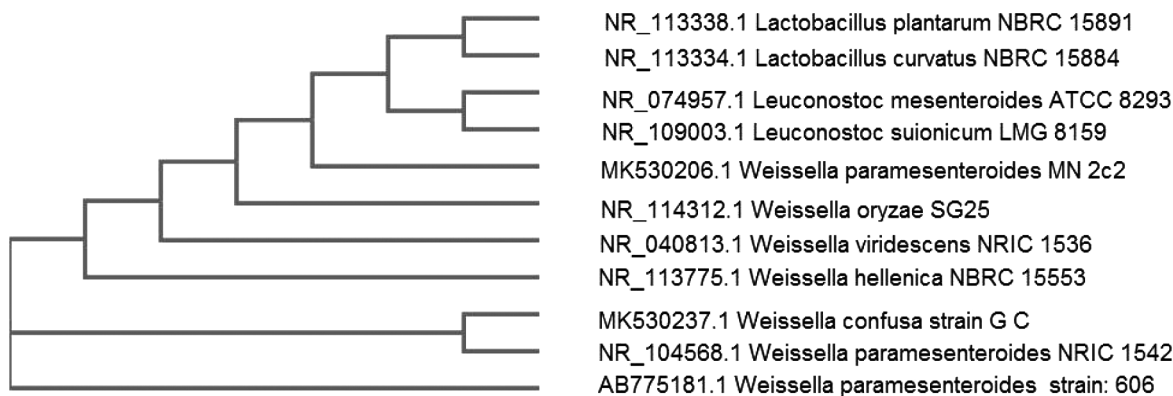 NR_113338.1 Lactobacillus plantarum NBRC 15891
NR_113334.1 Lactobacillus curvatus NBRC 15884
NR_074957.1 Leuconostoc mesenteroides ATCC 8293
NR_109003.1 Leuconostoc suionicum LMG 8159
MK530206.1 Weissella paramesenteroides MN 2c2
NR_114312.1 Weissella oryzae SG25
NR_040813.1 Weissella viridescens NRIC 1536
NR_113775.1 Weissella hellenica NBRC 15553
MK530237.1 Weissella confusa strain G C
NR_104568.1 Weissella paramesenteroides NRIC 1542
AB775181.1 Weissella paramesenteroides strain: 606